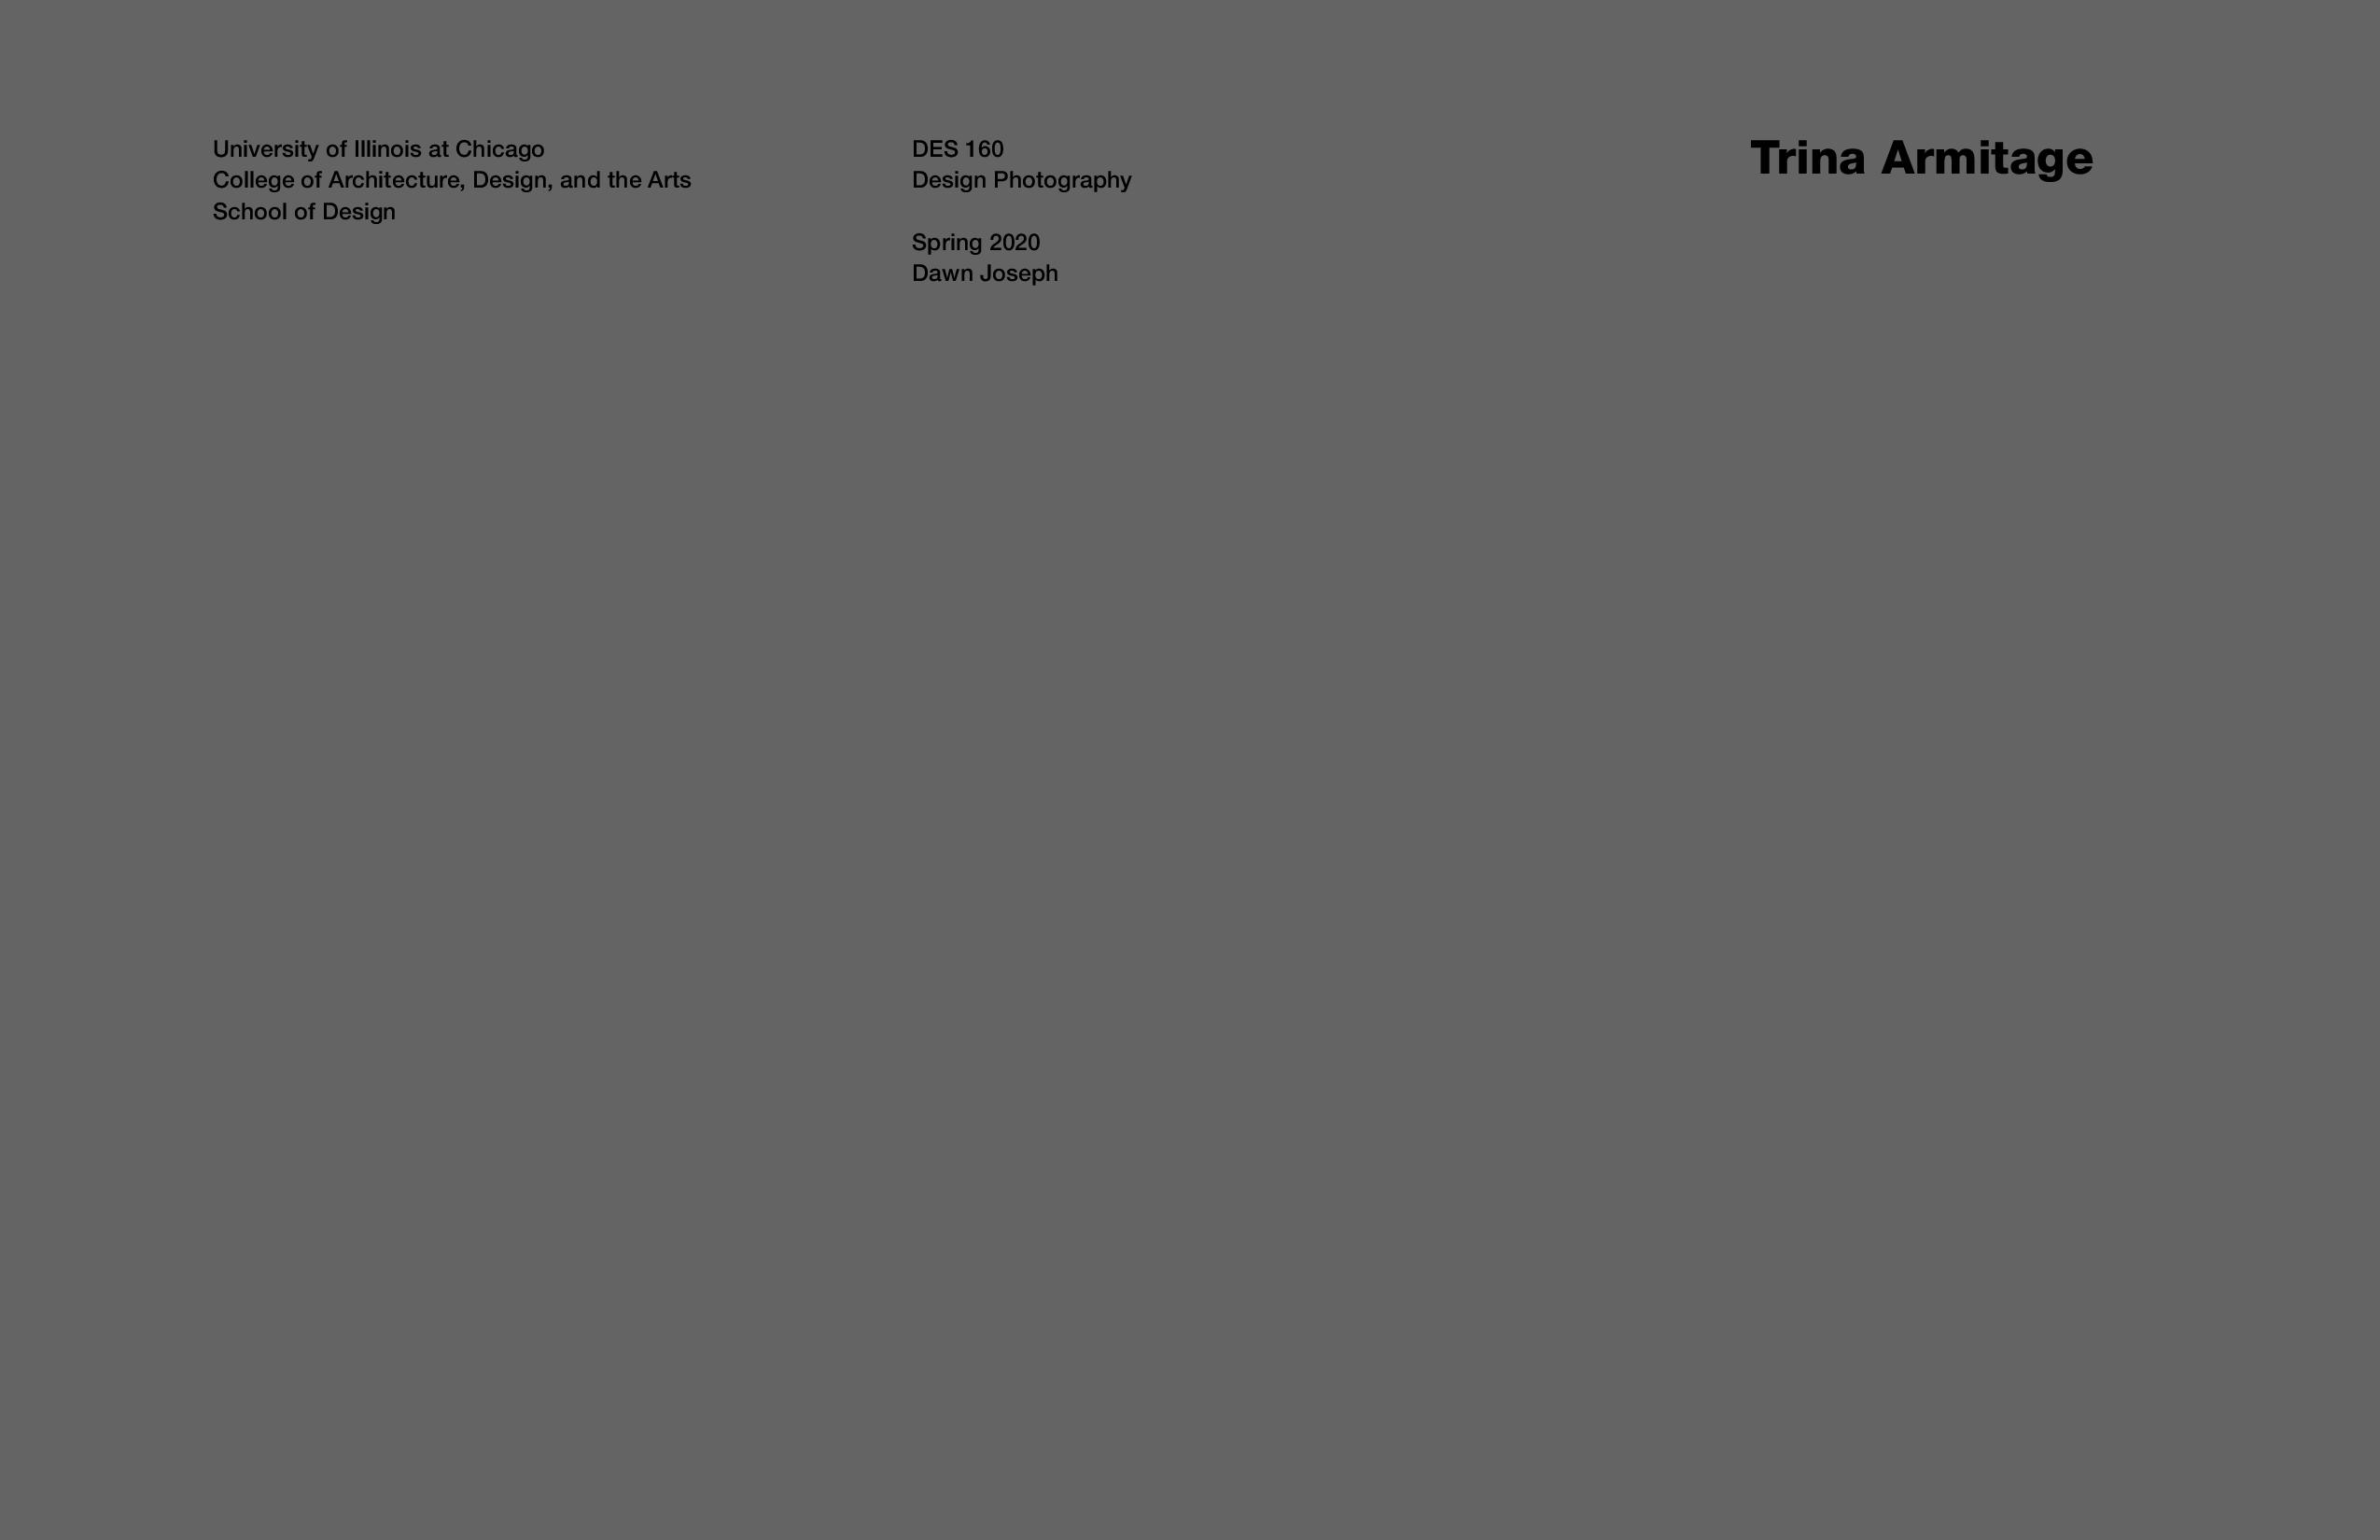 University of Illinois at Chicago
College of Architecture, Design, and the Arts
School of Design
DES 160
Design Photography
Spring 2020
Dawn Joseph
Trina Armitage